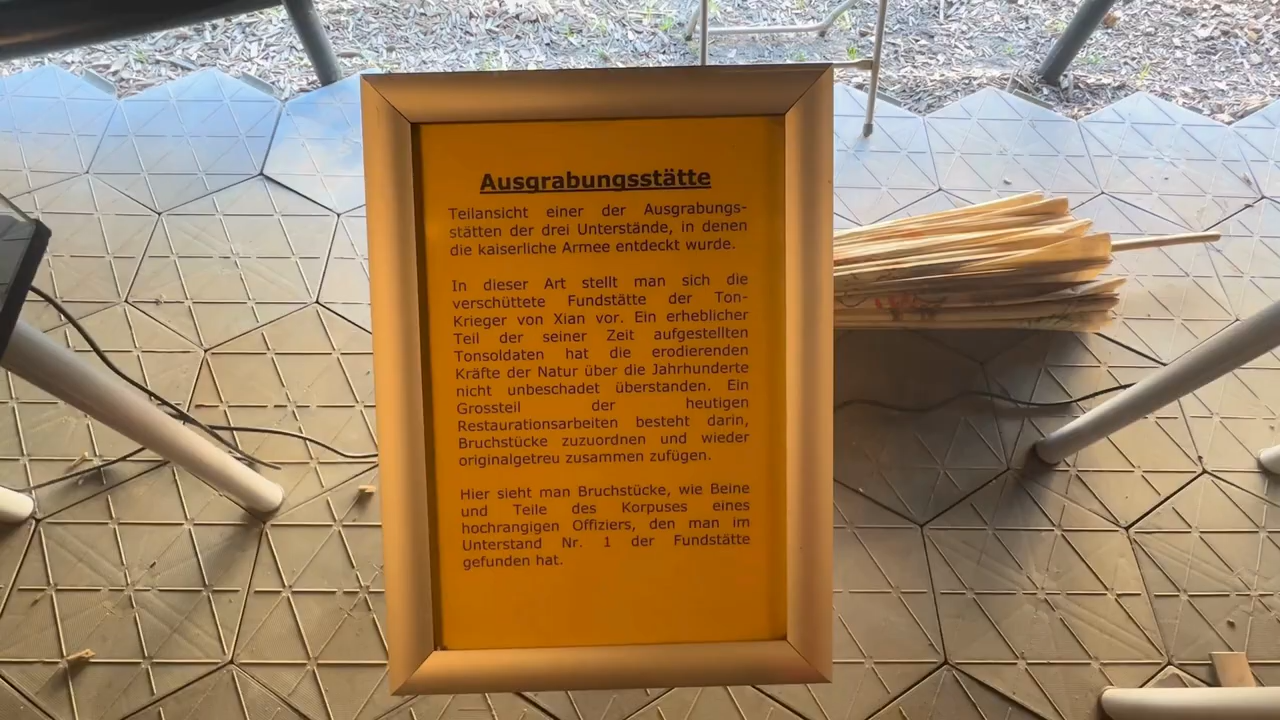 Ausgrabungsstätte
Teilansicht einer der Ausgrabungs-
stätten der drei Unterstände, in denen
die kaiserliche Armee entdeckt wurde.
In dieser Art stellt man sich die
verschüttete Fundstätte der Ton-
Krieger von Xian vor. Ein erheblicher
Teil der seiner Zeit aufgestellten
Tonsoldaten hat die erodierenden
Kräfte der Natur über die Jahrhunderte
nicht unbeschadet überstanden. Ein
Grossteil der heutigen
Restaurationsarbeiten besteht darin,
Bruchstücke zuzuordnen und wieder
originalgetreu zusammen zufügen.
Hier sieht man Bruchstücke, wie Beine
und Teile des Korpuses eines
hochrangigen Offiziers, den man im
Unterstand Nr. 1 der Fundstätte
gefunden hat.